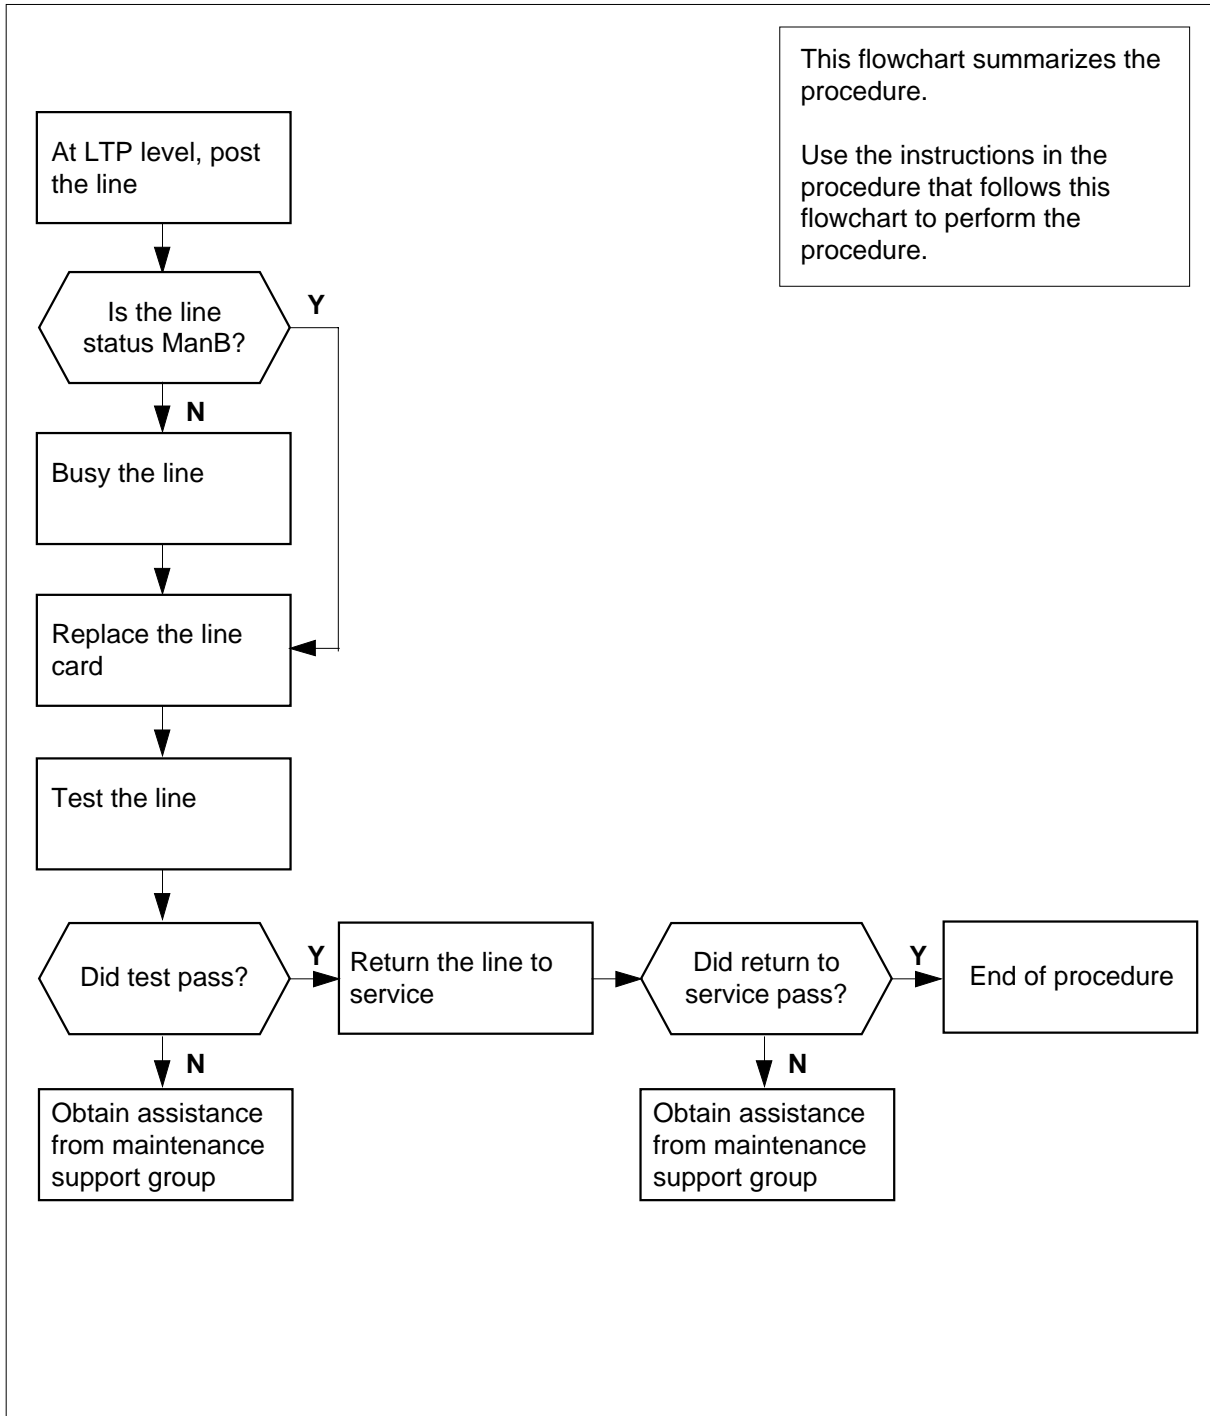 This flowchart summarizes the
procedure.
Use the instructions in the
procedure that follows this
flowchart to perform the
procedure.
At LTP level, post
the line
Is the line
status ManB?
Y
N
Busy the line
Replace the line
card
Test the line
Did test pass?
Y
Return the line to
service
Did return to
service pass?
Y
End of procedure
N
Obtain assistance
from maintenance
support group
N
Obtain assistance
from maintenance
support group